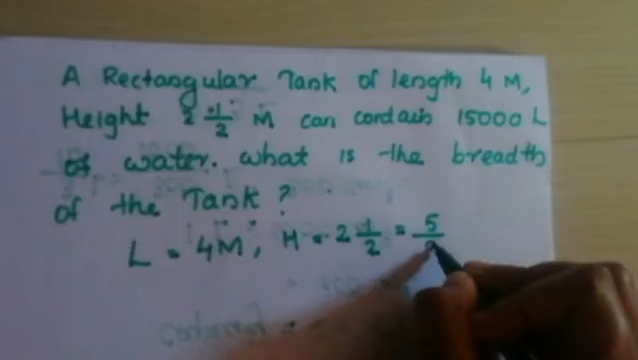 A Rectangular Tank of length 4 M,
Height 2 1/2 M can contain 15000 L
of water. what is the breadth
of the Tank?
L = 4M, H = 2 1/2 = 5/2